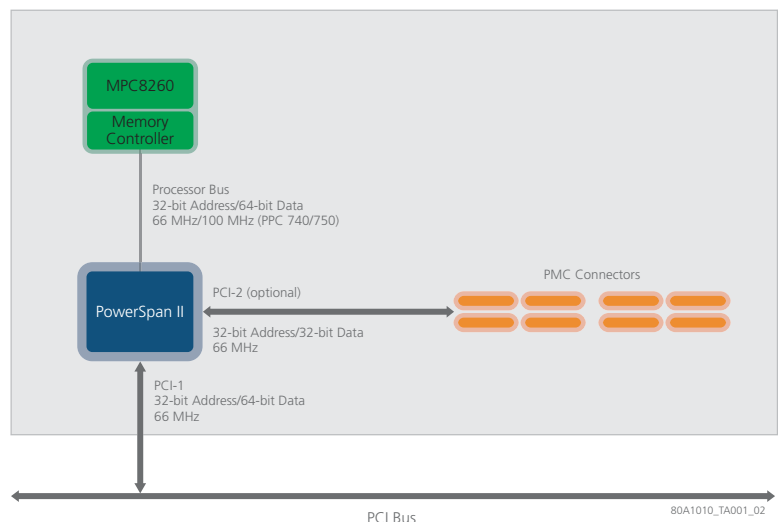 MPC8260
Memory
Controller
Processor Bus
32-bit Address/64-bit Data
66 MHz/100 MHz (PPC 740/750)
PowerSpan II
PCI-2 (optional)
32-bit Address/32-bit Data
66 MHz
PMC Connectors
PCI-1
32-bit Address/64-bit Data
66 MHz
PCI Bus
80A1010_TA001_02